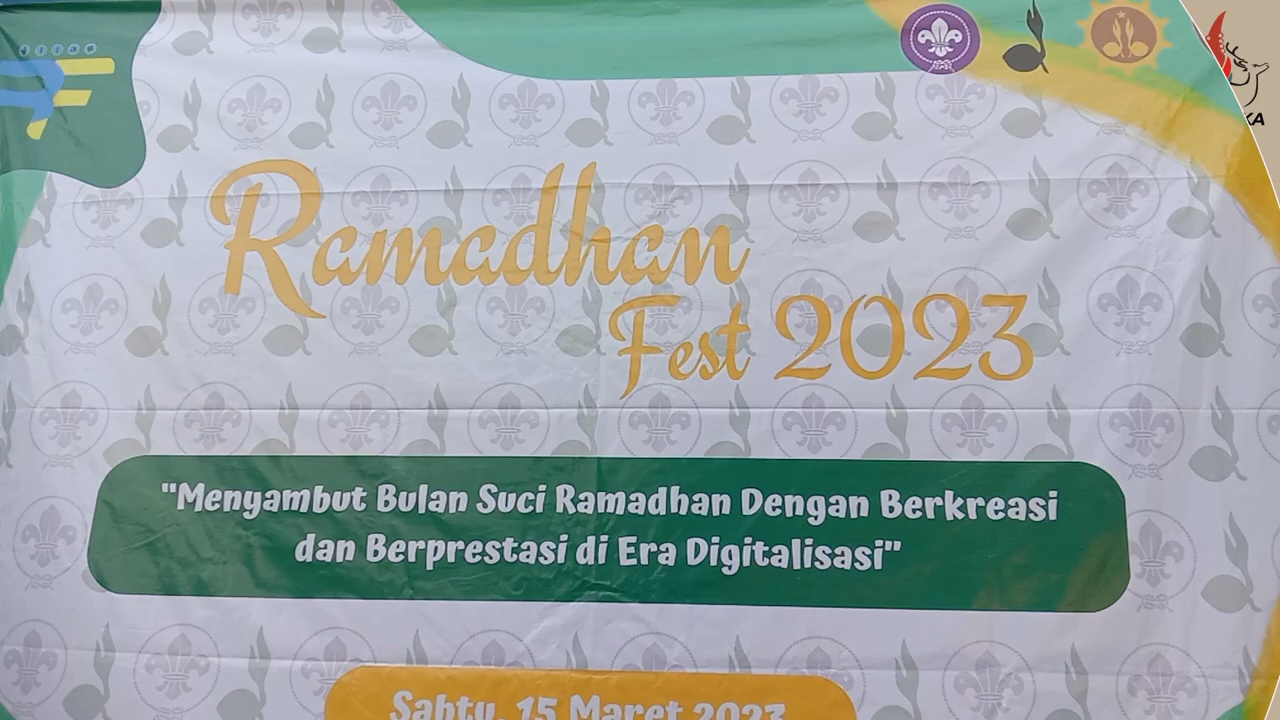 Ramadhan
Fest 2023
"Menyambut Bulan Suci Ramadhan Dengan Berkreasi
dan Berprestasi di Era Digitalisasi"
Sabtu, 15 Maret 2023